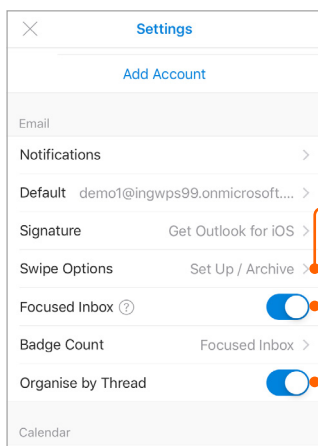 Settings
Add Account
Email
Notifications
Default demo1@ingwps99.onmicrosoft....
Signature Get Outlook for iOS
Swipe Options Set Up / Archive
Focused Inbox ?
Badge Count Focused Inbox
Organise by Thread
Calendar